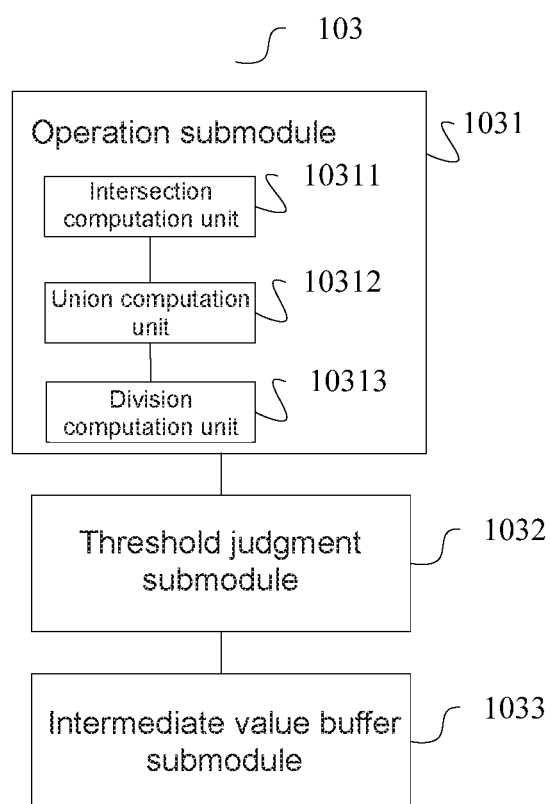 103
Operation submodule
1031
Intersection
computation unit
10311
Union computation
unit
10312
Division
computation unit
10313
Threshold judgment
submodule
1032
Intermediate value buffer
submodule
1033